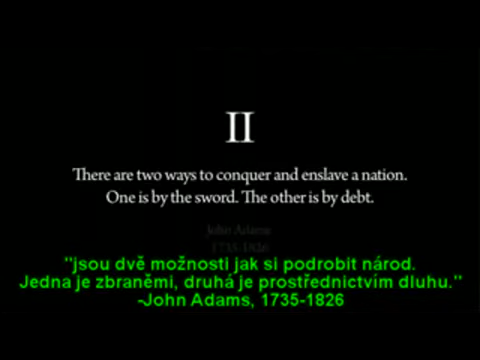 II
There are two ways to conquer and enslave a nation.
One is by the sword. The other is by debt.
John Adams
1735-1826
"jsou dvě možnosti jak si podrobit národ.
Jedna je zbraněmi, druhá je prostřednictvím dluhu."
-John Adams, 1735-1826